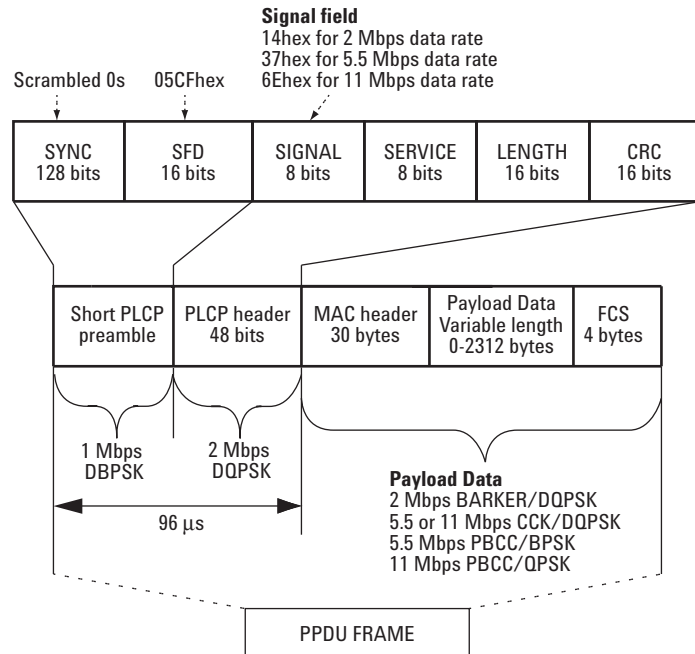 Signal field
14hex for 2 Mbps data rate
37hex for 5.5 Mbps data rate
6Ehex for 11 Mbps data rate
Scrambled 0s
05CFhex
SYNC
128 bits
SFD
16 bits
SIGNAL
8 bits
SERVICE
8 bits
LENGTH
16 bits
CRC
16 bits
Short PLCP
preamble
PLCP header
48 bits
MAC header
30 bytes
Payload Data
Variable length
0-2312 bytes
FCS
4 bytes
1 Mbps
DBPSK
2 Mbps
DQPSK
96 μs
Payload Data
2 Mbps BARKER/DQPSK
5.5 or 11 Mbps CCK/DQPSK
5.5 Mbps PBCC/BPSK
11 Mbps PBCC/QPSK
PPDU FRAME